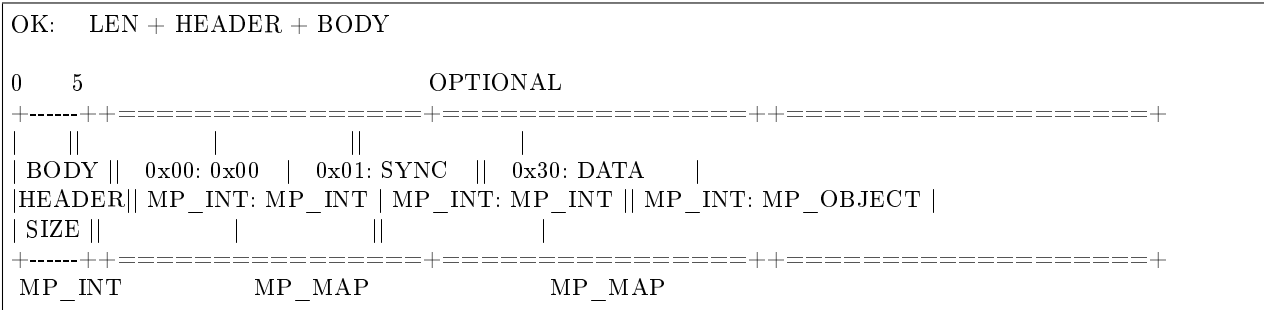 OK: LEN + HEADER + BODY
0 5 OPTIONAL
+------++================+================++===================+
| || | || |
| BODY || 0x00: 0x00 | 0x01: SYNC || 0x30: DATA |
|HEADER|| MP_INT: MP_INT | MP_INT: MP_INT || MP_INT: MP_OBJECT |
| SIZE || | || |
+------++================+================++===================+
MP_INT MP_MAP MP_MAP